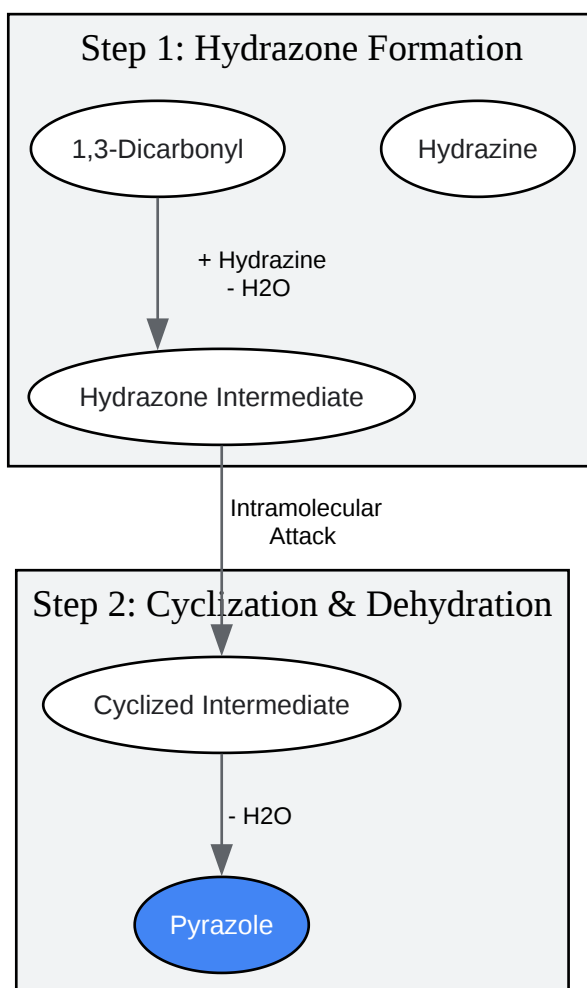 Step 1: Hydrazone Formation
1,3-Dicarbonyl
Hydrazine
+ Hydrazine
- H2O
Hydrazone Intermediate
Intramolecular
Attack
Step 2: Cyclization & Dehydration
Cyclized Intermediate
- H2O
Pyrazole